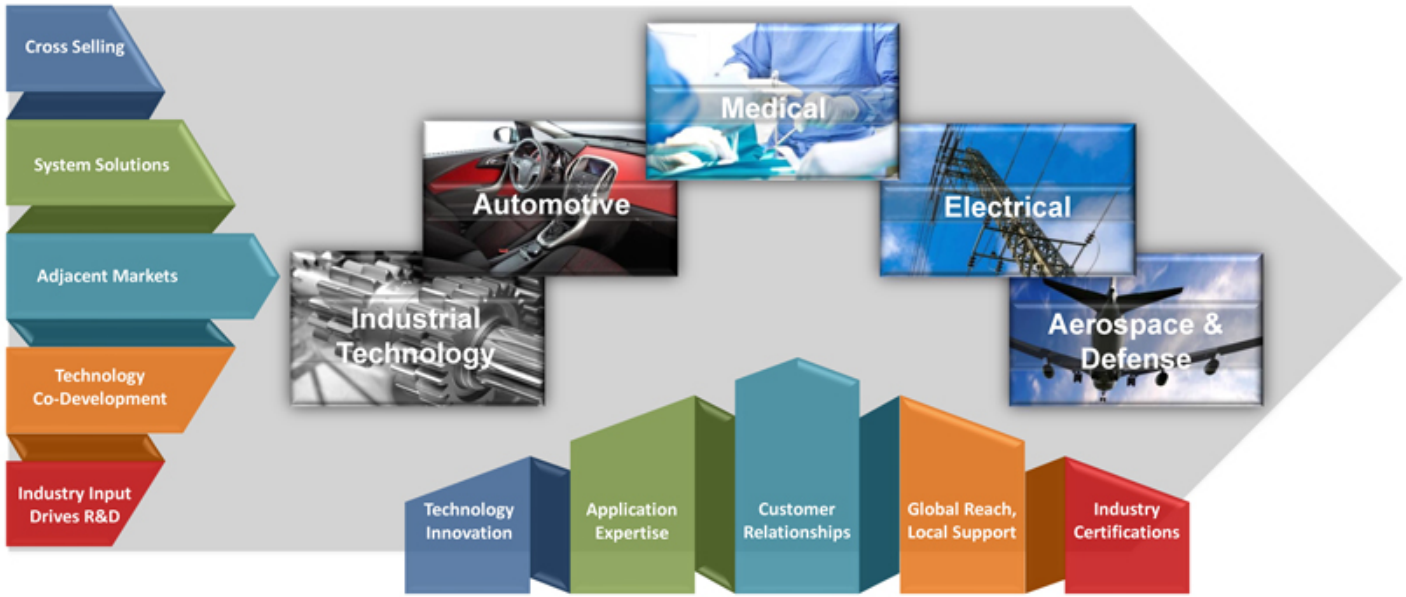 Cross Selling
System Solutions
Adjacent Markets
Technology
Co-Development
Industry Input
Drives R&D
Medical
Automotive
Electrical
Industrial
Technology
Aerospace &
Defense
Technology
Innovation
Application
Expertise
Customer
Relationships
Global Reach,
Local Support
Industry
Certifications